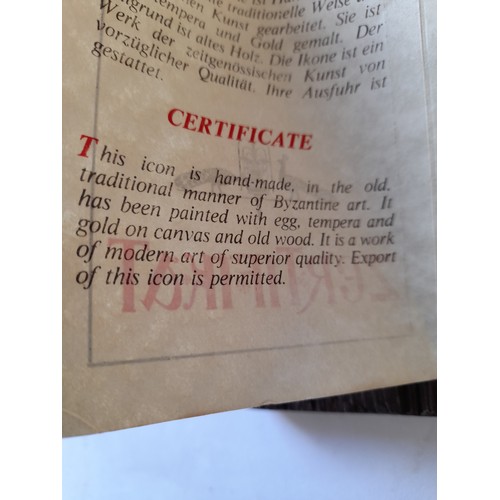 traditionelle Weise
Kunst gearbeitet. Sie ist
tempera und Gold gemalt. Der
grund ist altes Holz. Die Ikone ist ein
Werk der zeitgenössischen Kunst von
vorzüglicher Qualität. Ihre Ausfuhr ist
gestattet.
CERTIFICATE
This icon is hand-made, in the old,
traditional manner of Byzantine art. It
has been painted with egg, tempera and
gold on canvas and old wood. It is a work
of modern art of superior quality. Export
of this icon is permitted.